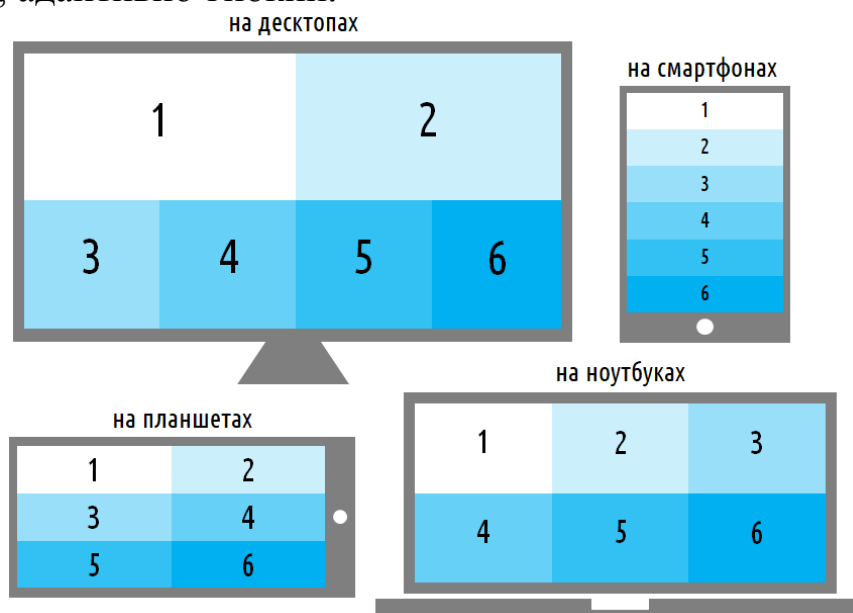 на десктопах
1 2
3 4 5 6
на смартфонах
1
2
3
4
5
6
на планшетах
1 2
3 4
5 6
на ноутбуках
1 2 3
4 5 6